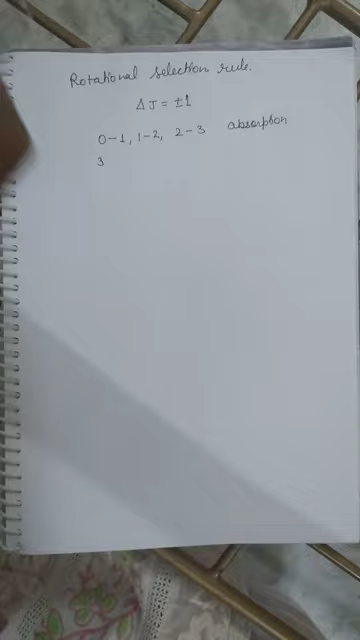 Rotational selection rule.
ΔJ = ±1
0-1, 1-2, 2-3 absorption
3